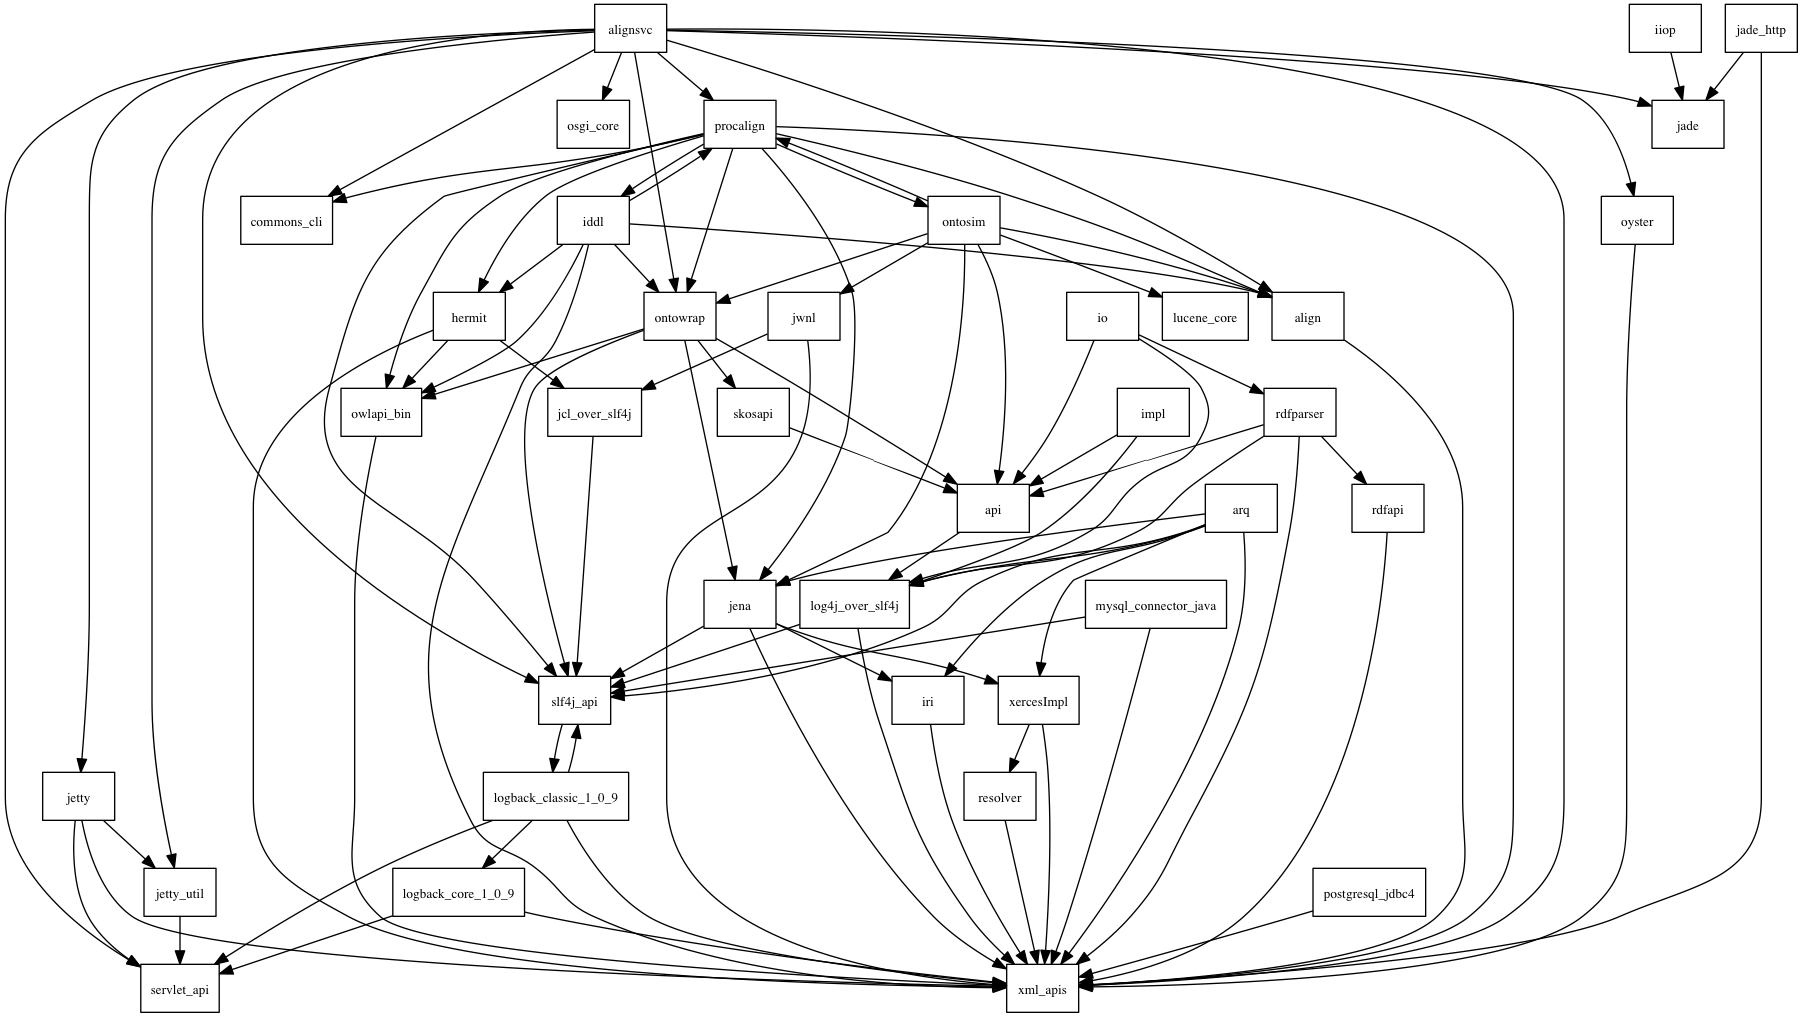 alignsvc
iiop
jade_http
osgi_core
procalign
jade
commons_cli
iddl
ontosim
oyster
hermit
ontowrap
jwnl
io
lucene_core
align
owlapi_bin
jcl_over_slf4j
skosapi
impl
rdfparser
api
arq
rdfapi
jena
log4j_over_slf4j
mysql_connector_java
slf4j_api
iri
xercesImpl
jetty
logback_classic_1_0_9
resolver
jetty_util
logback_core_1_0_9
postgresql_jdbc4
servlet_api
xml_apis